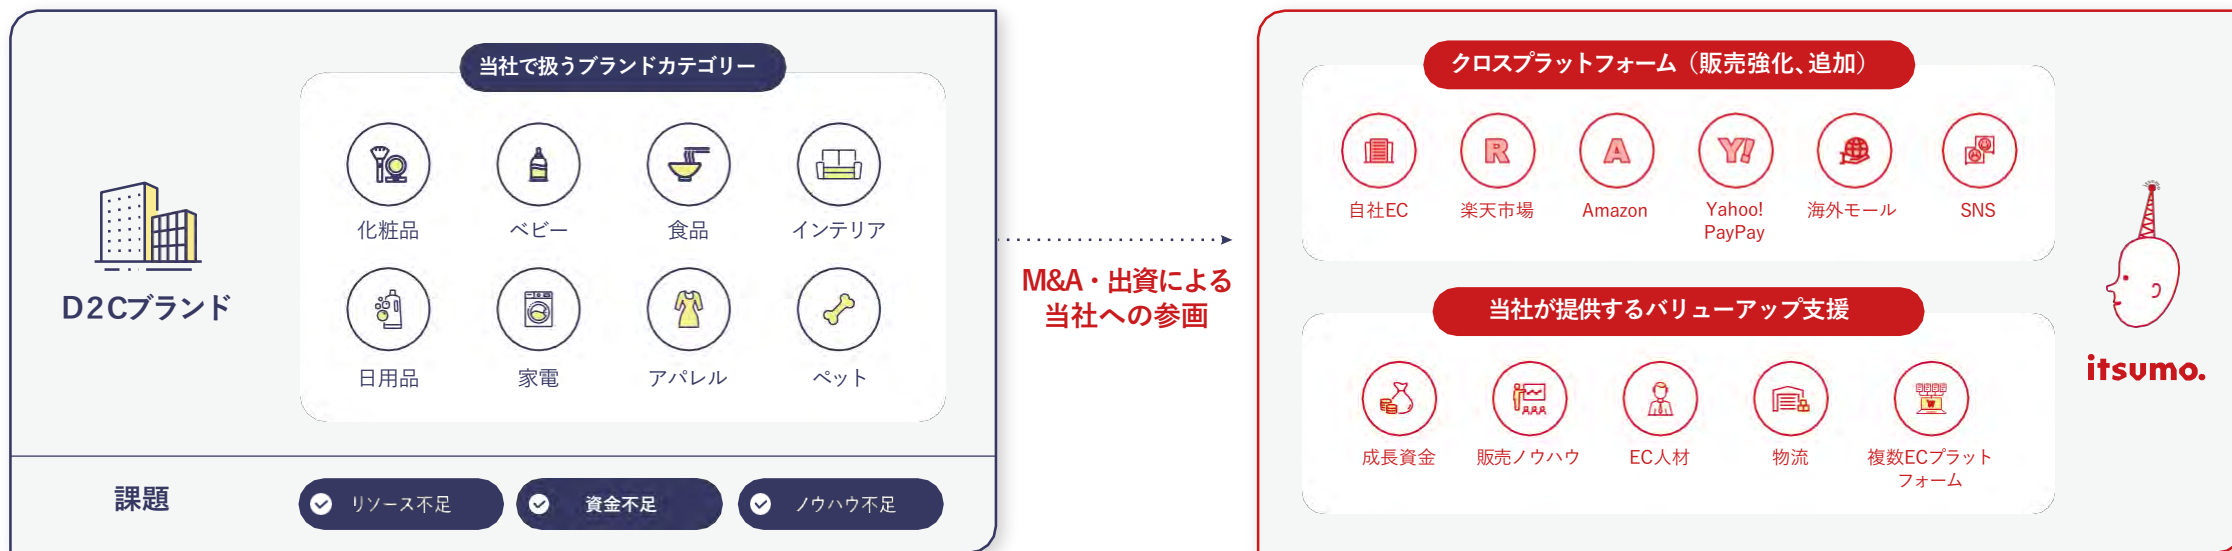 当社で扱うブランドカテゴリー
化粧品
ベビー
食品
インテリア
D2Cブランド
日用品
家電
アパレル
ペット
課題
リソース不足
資金不足
ノウハウ不足
M&A・出資による
当社への参画
クロスプラットフォーム（販売強化、追加）
R
A
Y!
自社EC
楽天市場
Amazon
Yahoo!
PayPay
海外モール
SNS
当社が提供するバリューアップ支援
成長資金
販売ノウハウ
EC人材
物流
複数ECプラット
フォーム
itsumo.